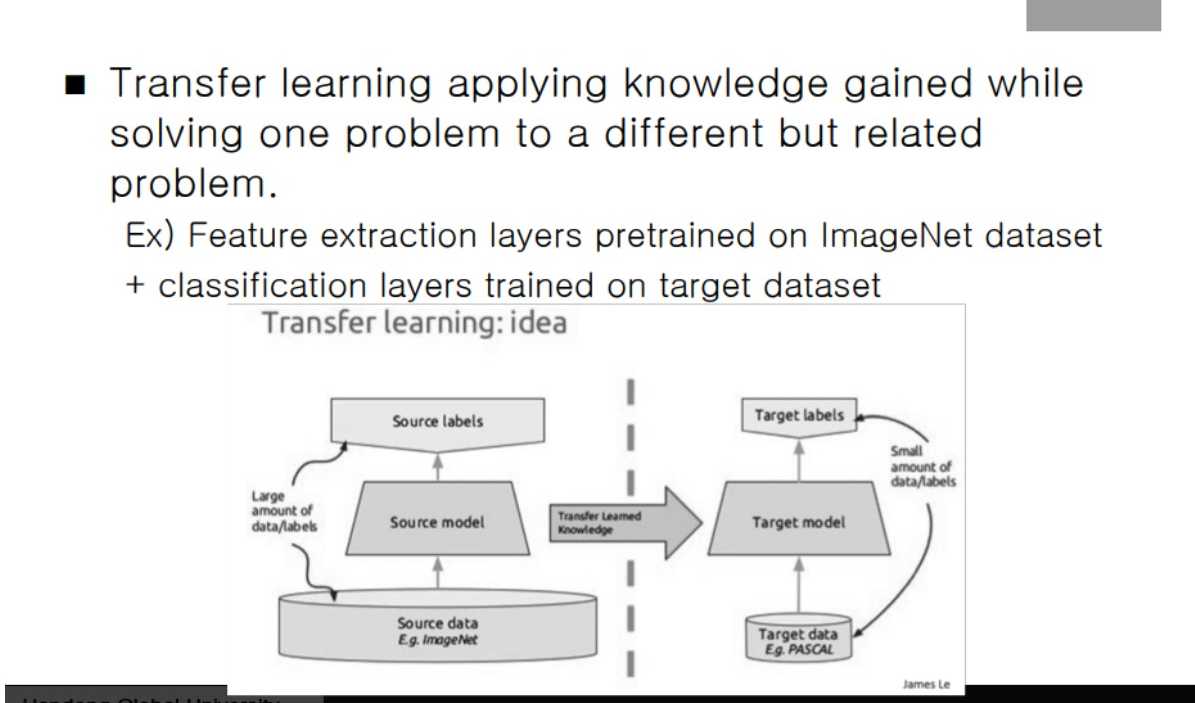 ■ Transfer learning applying knowledge gained while
solving one problem to a different but related
problem.
Ex) Feature extraction layers pretrained on ImageNet dataset
+ classification layers trained on target dataset
Transfer learning: idea
Source labels
Target labels
Small
amount of
data/labels
Large
amount of
data/labels
Source model
Transfer Learned
Knowledge
Target model
Source data
E.g. ImageNet
Target data
E.g. PASCAL
James Le